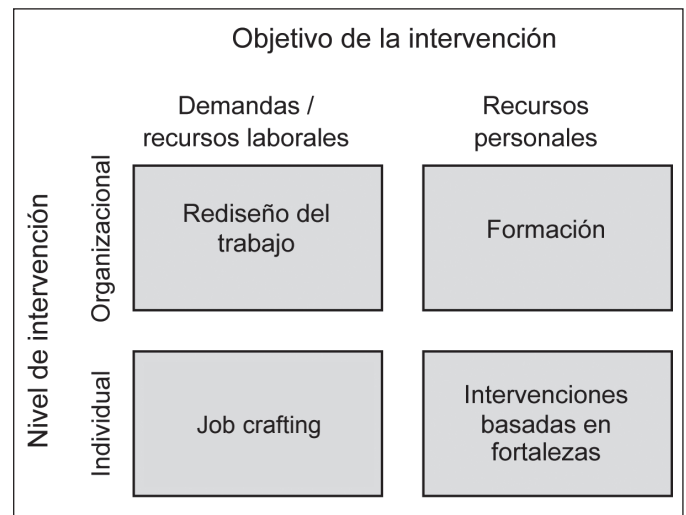 Objetivo de la intervención
Demandas /
recursos laborales
Recursos
personales
Nivel de intervención
Organizacional
Rediseño del
trabajo
Formación
Individual
Job crafting
Intervenciones
basadas en
fortalezas